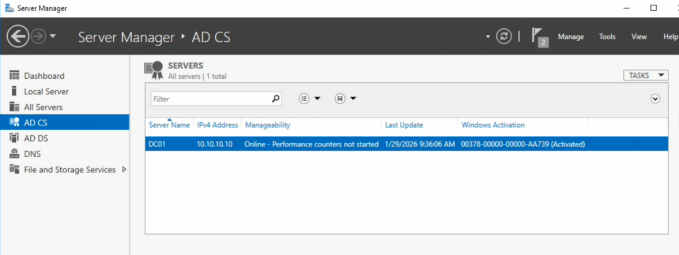 Server Manager
Server Manager • AD CS
2
Manage
Tools
View
Help
Dashboard
Local Server
All Servers
AD CS
AD DS
DNS
File and Storage Services
SERVERS
All servers | 1 total
TASKS
Filter
Server Name IPv4 Address Manageability Last Update Windows Activation
DC01 10.10.10.10 Online - Performance counters not started 1/29/2026 9:36:06 AM 00378-00000-00000-AA739 (Activated)